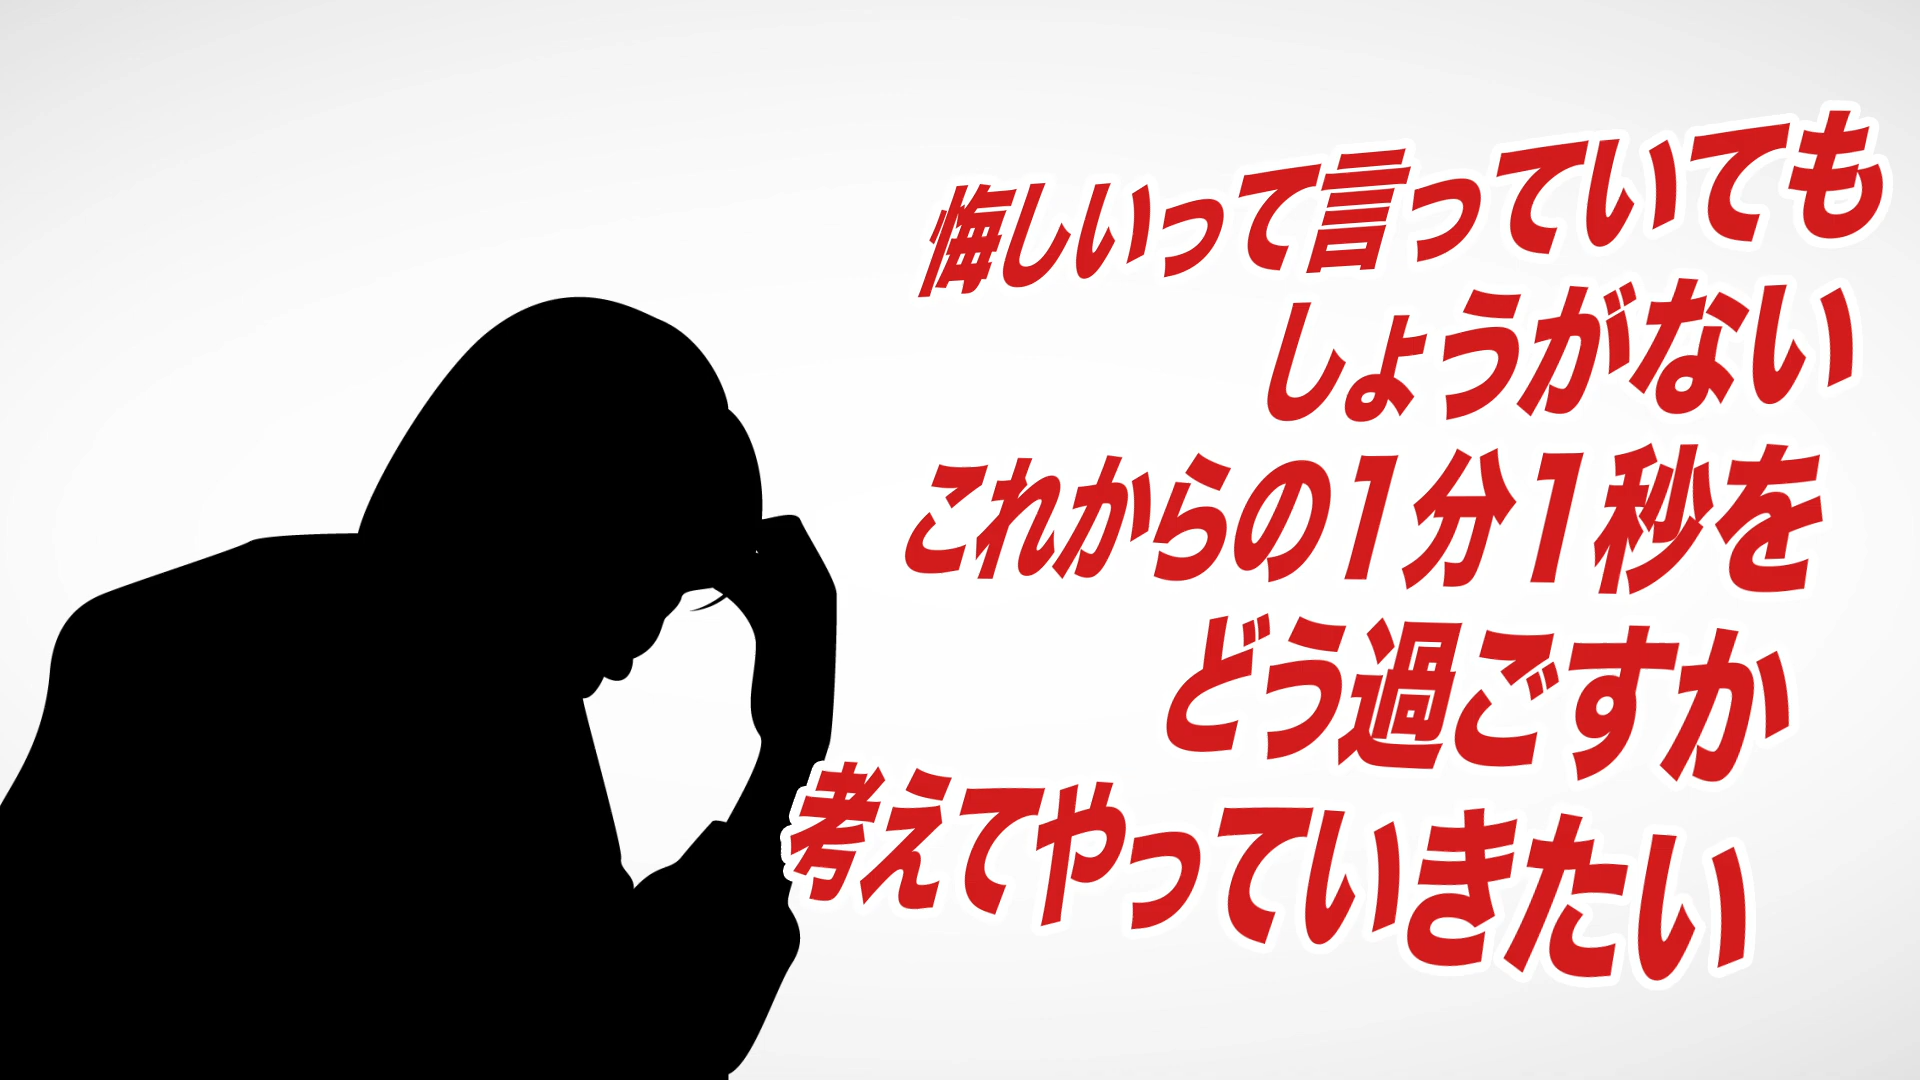 悔しいって言っていても
しょうがない
これからの1分1秒を
どう過ごすか
考えてやっていきたい